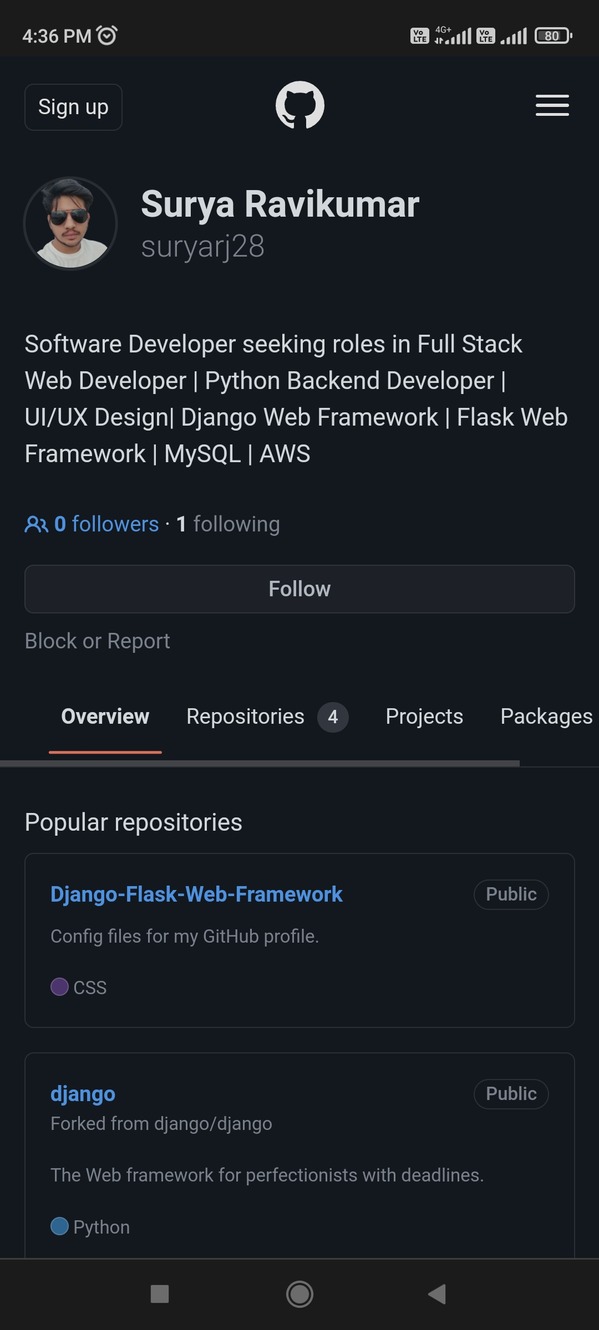 4:36 PM
Vo LTE 4G+ Vo LTE 80
Sign up
Surya Ravikumar
suryarj28
Software Developer seeking roles in Full Stack
Web Developer | Python Backend Developer |
UI/UX Design| Django Web Framework | Flask Web
Framework | MySQL | AWS
0 followers · 1 following
Follow
Block or Report
Overview Repositories 4 Projects Packages
Popular repositories
Django-Flask-Web-Framework Public
Config files for my GitHub profile.
CSS
django Public
Forked from django/django
The Web framework for perfectionists with deadlines.
Python